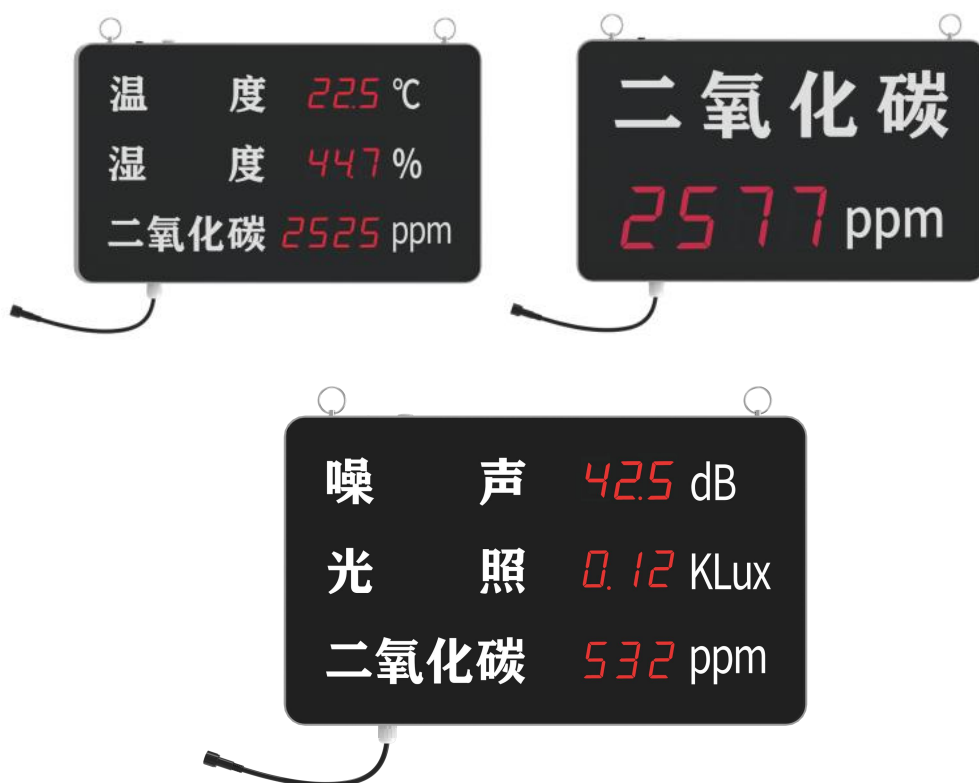 温 度 22.5 ℃
湿 度 44.7 %
二氧化碳 2525 ppm
二氧化碳
2577 ppm
噪 声 42.5 dB
光 照 0.12 KLux
二氧化碳 532 ppm